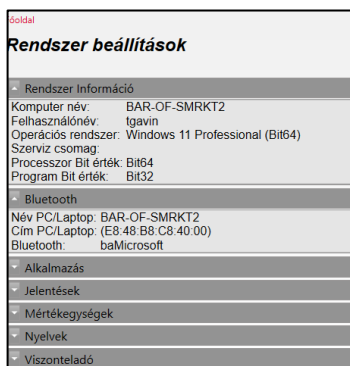 őoldal
Rendszer beállítások
Rendszer Információ
Komputer név: BAR-OF-SMRKT2
Felhasználónév: tgavin
Operációs rendszer: Windows 11 Professional (Bit64)
Szerviz csomag:
Processzor Bit érték: Bit64
Program Bit érték: Bit32
Bluetooth
Név PC/Laptop: BAR-OF-SMRKT2
Cím PC/Laptop: (E8:48:B8:C8:40:00)
Bluetooth: baMicrosoft
Alkalmazás
Jelentések
Mértékegységek
Nyelvek
Viszonteladó